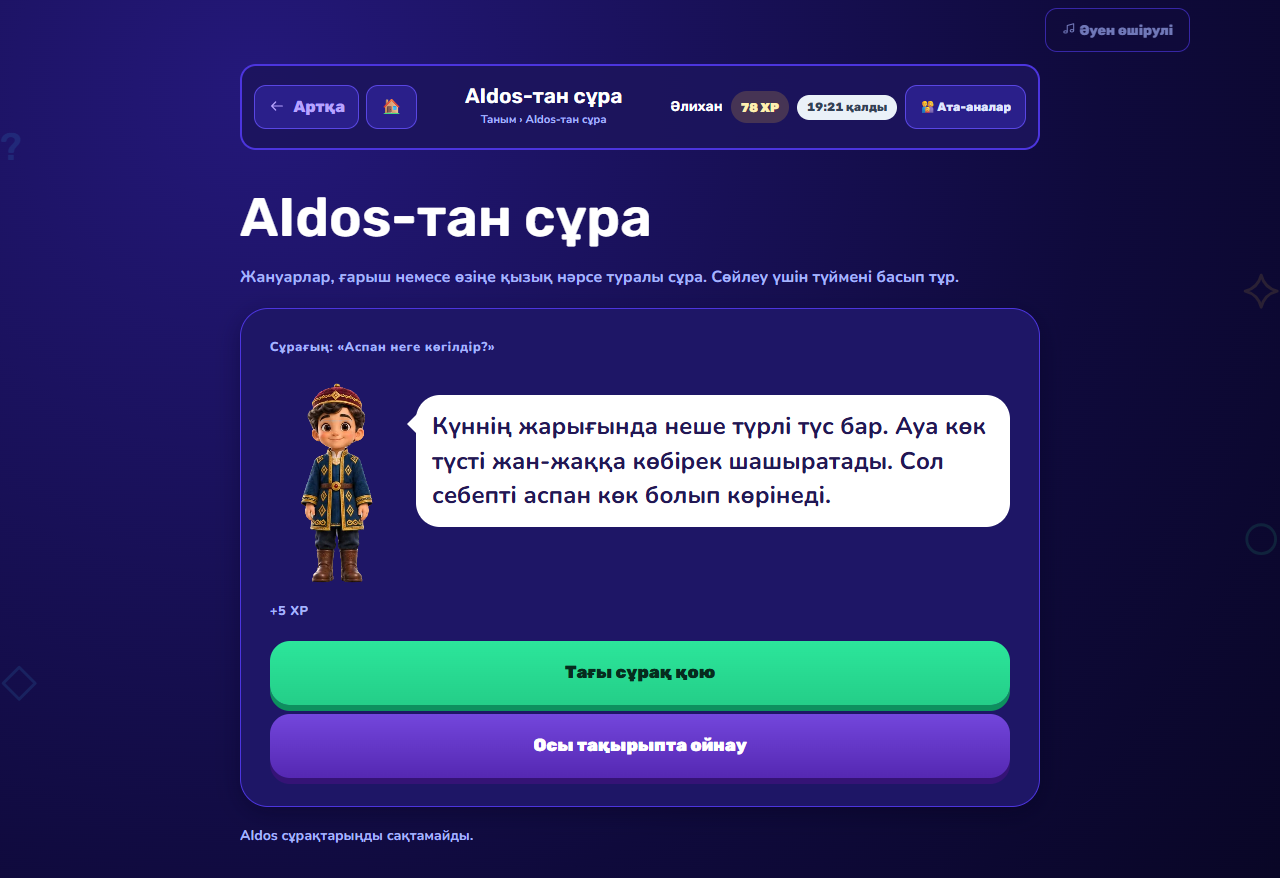 Әуен өшірулі
← Артқа
Aldos-тан сұра
Таным › Aldos-тан сұра
Әлихан
78 XP
19:21 қалды
Ата-аналар
?
Aldos-тан сұра
Жануарлар, ғарыш немесе өзіңе қызық нәрсе туралы сұра. Сөйлеу үшін түймені басып тұр.
Сұрағың: «Аспан неге көгілдір?»
Күннің жарығында неше түрлі түс бар. Ауа көк
түсті жан-жаққа көбірек шашыратады. Сол
себепті аспан көк болып көрінеді.
+5 XP
Тағы сұрақ қою
Осы тақырыпта ойнау
Aldos сұрақтарыңды сақтамайды.